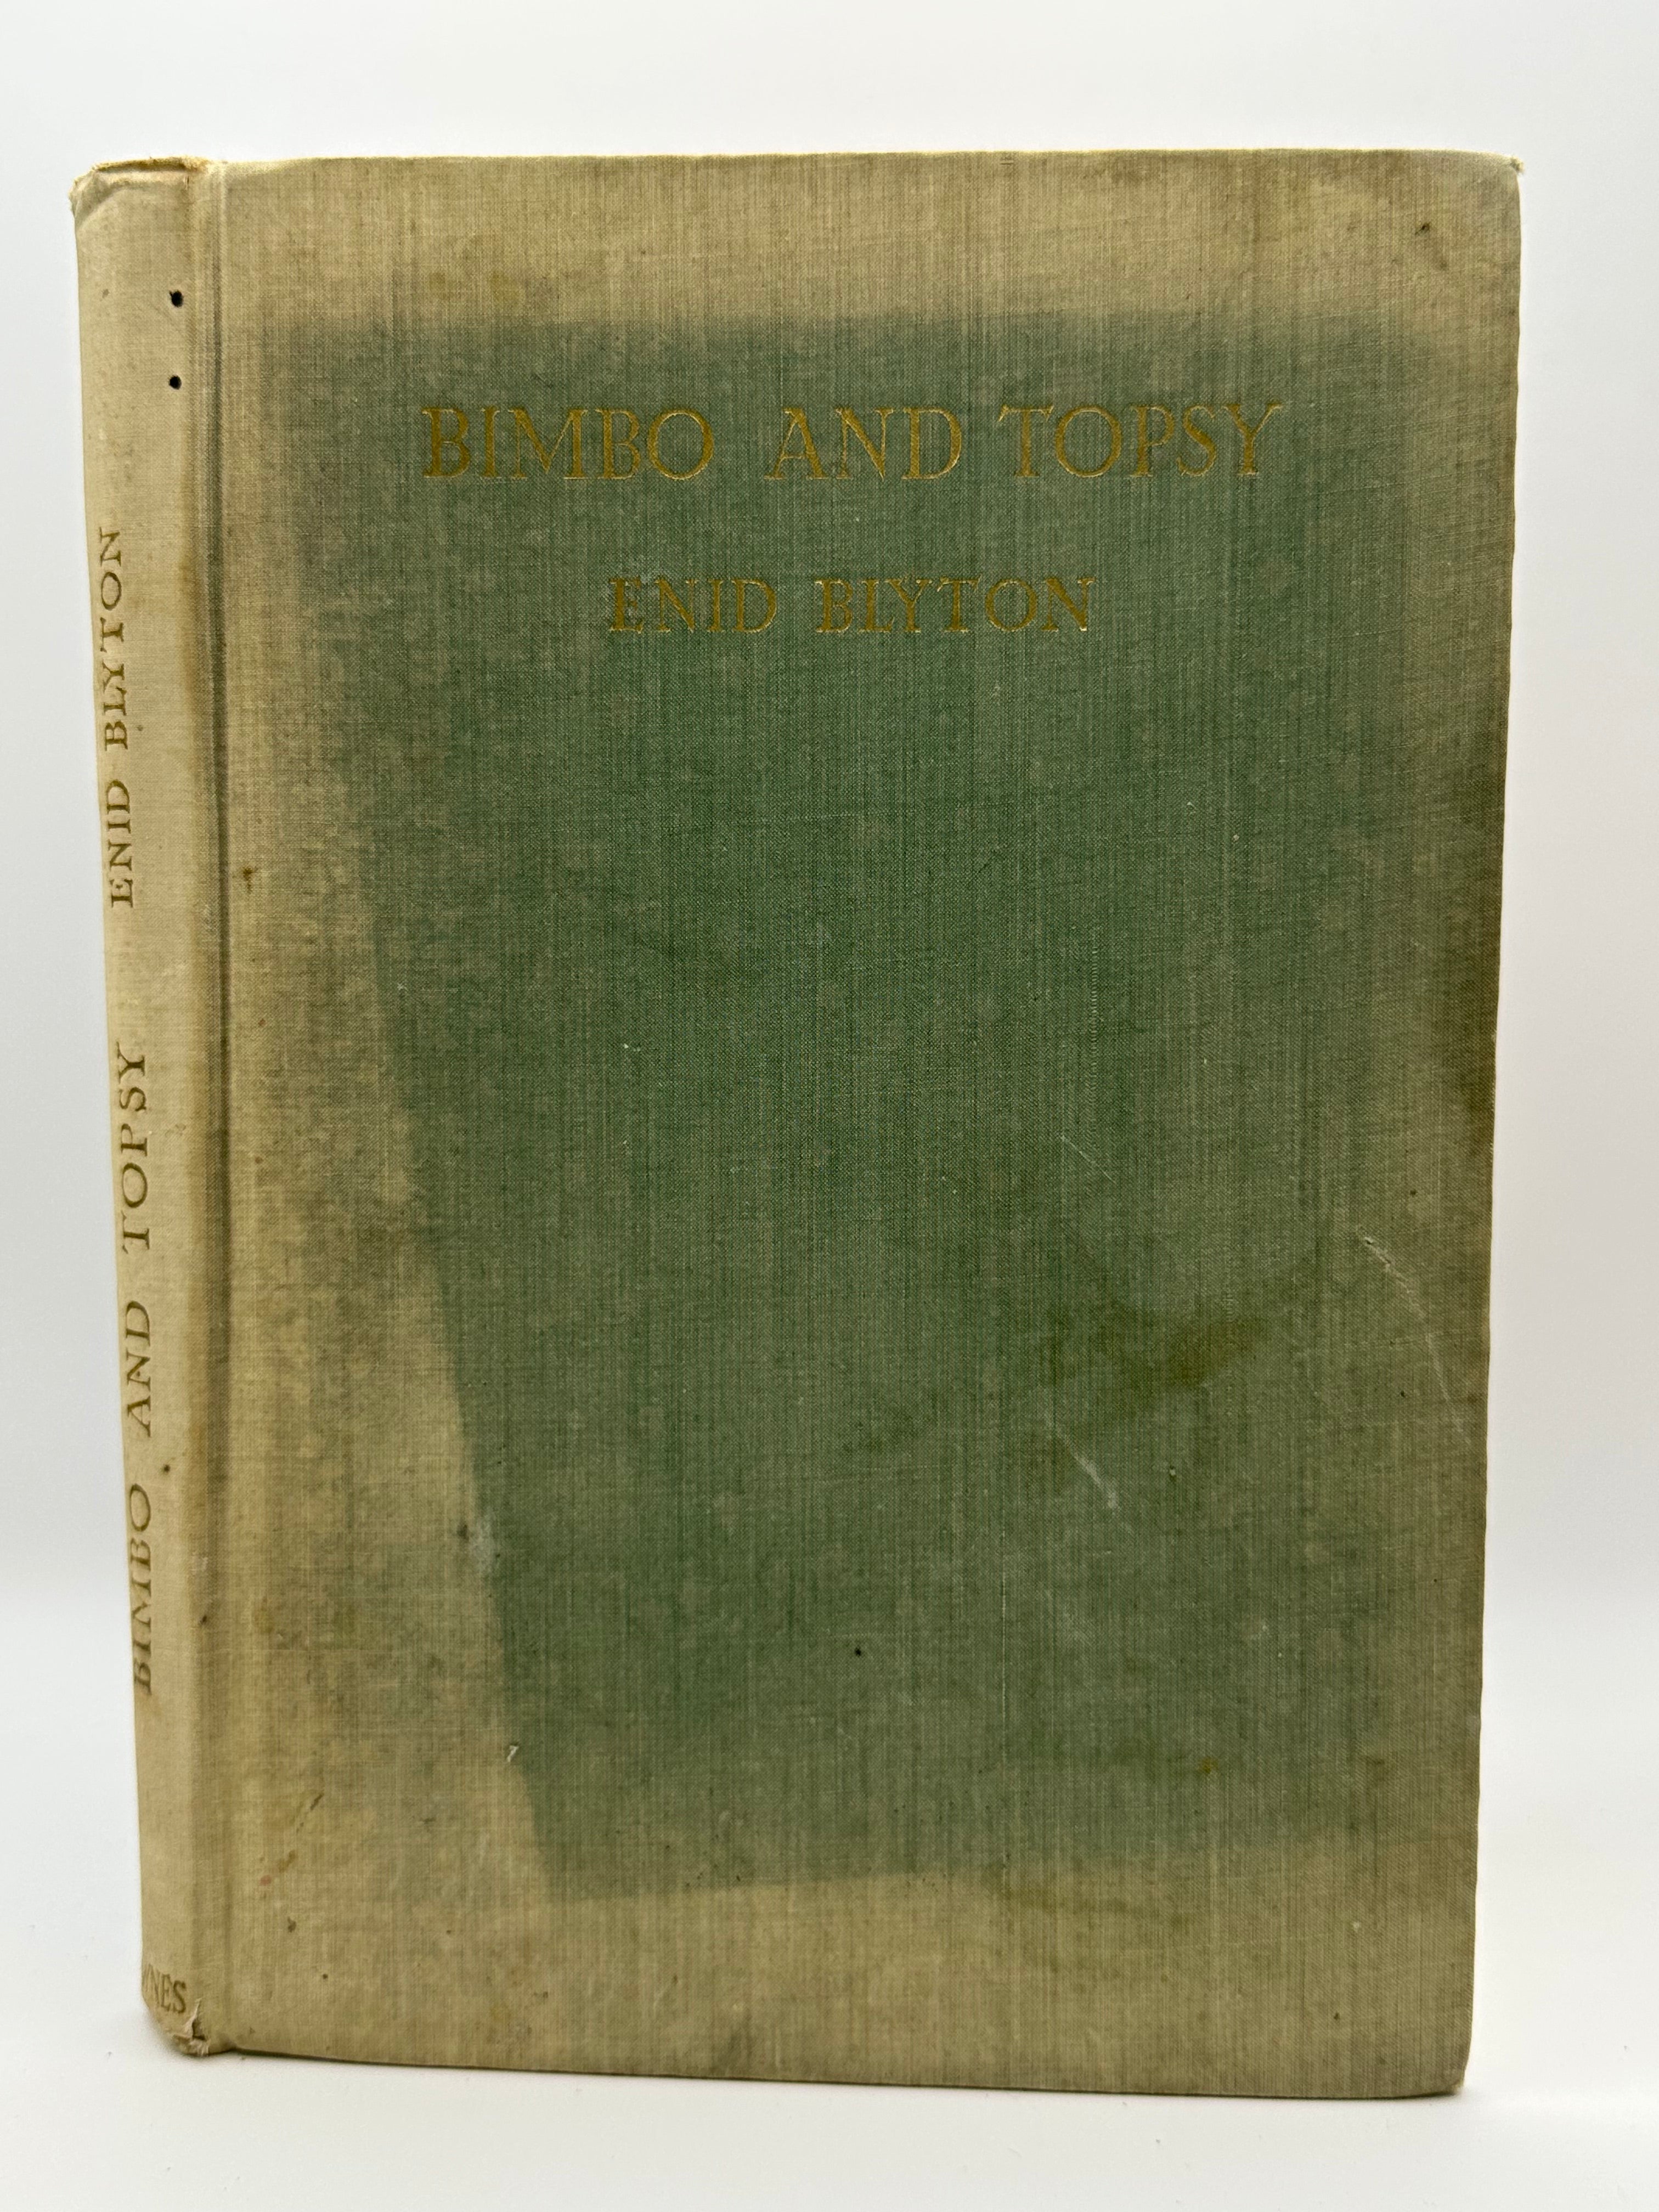 BIMBO AND TOPSY
ENID BLYTON
BIMBO AND TOPSY ENID BLYTON